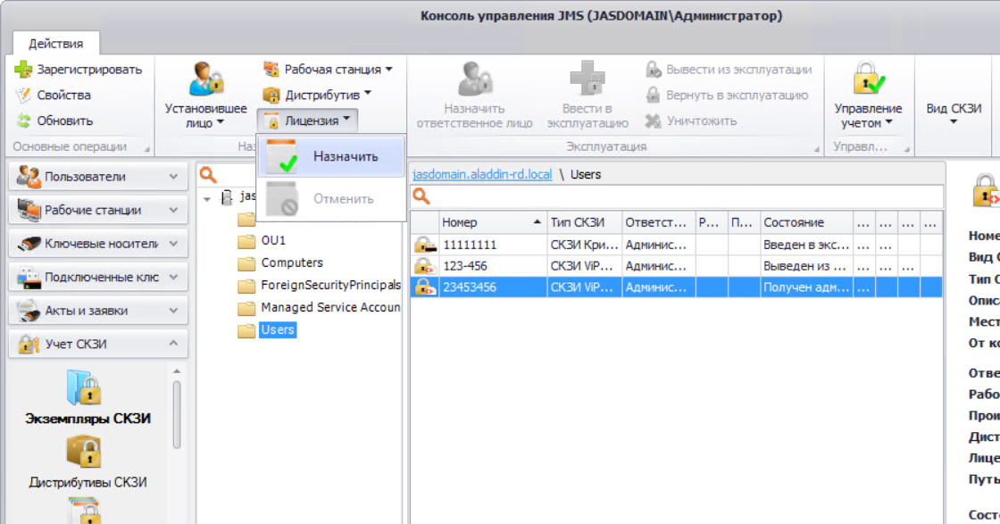 Консоль управления JMS (JASDOMAIN\Администратор)
Действия
Зарегистрировать
Свойства
Обновить
Основные операции
Установившее
лицо
Рабочая станция
Дистрибутив
Лицензия
Наз
Назначить
Отменить
Назначить
ответственное лицо
Ввести в
эксплуатацию
Вывести из эксплуатации
Вернуть в эксплуатацию
Уничтожить
Эксплуатация
Управление
учетом
Управл...
Вид СКЗИ
Пользователи
Рабочие станции
Ключевые носители
Подключенные клю
Акты и заявки
Учет СКЗИ
Экземпляры СКЗИ
Дистрибутивы СКЗИ
jas
OU1
Computers
ForeignSecurityPrincipals
Managed Service Accoun
Users
jasdomain.aladdin-rd.local \ Users
Номер Тип СКЗИ Ответст... Р... П... Состояние ... ... ... ...
11111111 СКЗИ Кри... Админис... Введен в экс... ... ...
123-456 СКЗИ ViP... Админис... Выведен из ... ... ... ...
23453456 СКЗИ ViP... Админис... Получен адм... ...
Номе
Вид С
Тип С
Описа
Мест
От ко
Отве
Рабо
Прои
Дист
Лице
Путь
Состо